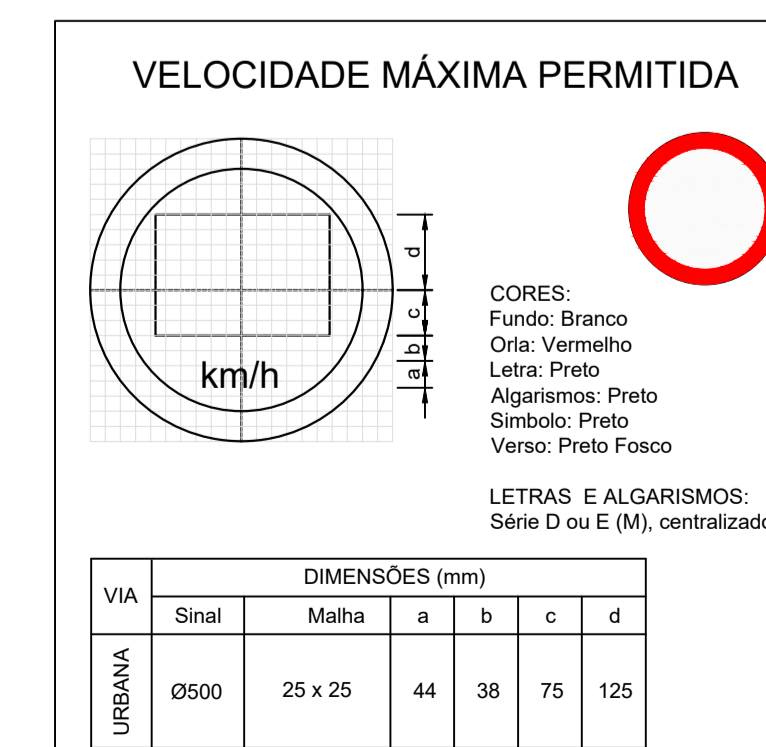 VELOCIDADE MÁXIMA PERMITIDA
d
c
b
a
km/h
CORES:
Fundo: Branco
Orla: Vermelho
Letra: Preto
Algarismos: Preto
Simbolo: Preto
Verso: Preto Fosco
LETRAS E ALGARISMOS:
Série D ou E (M),
VIA
DIMENSÕES (mm)
Sinal Malha a b c d
URBANA Ø500 25 x 25 44 38 75 125